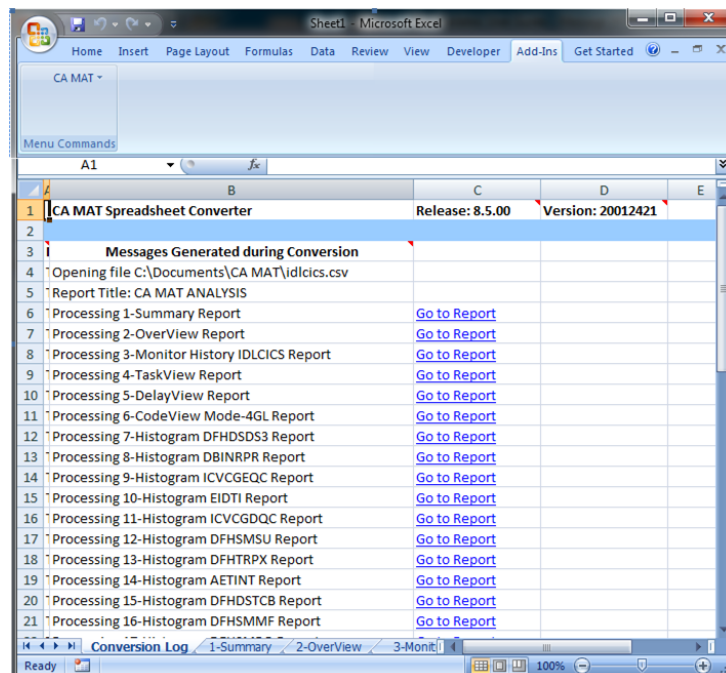 Sheet1 - Microsoft Excel
Home Insert Page Layout Formulas Data Review View Developer Add-Ins Get Started
CA MAT
Menu Commands
A1 fx
A B C D E
1 CA MAT Spreadsheet Converter Release: 8.5.00 Version: 20012421
2
3 Messages Generated during Conversion
4 Opening file C:\Documents\CA MAT\idlcics.csv
5 Report Title: CA MAT ANALYSIS
6 Processing 1-Summary Report Go to Report
7 Processing 2-OverView Report Go to Report
8 Processing 3-Monitor History IDLCICS Report Go to Report
9 Processing 4-TaskView Report Go to Report
10 Processing 5-DelayView Report Go to Report
11 Processing 6-CodeView Mode-4GL Report Go to Report
12 Processing 7-Histogram DFHDSDS3 Report Go to Report
13 Processing 8-Histogram DBINRPR Report Go to Report
14 Processing 9-Histogram ICVCGEQC Report Go to Report
15 Processing 10-Histogram EIDTI Report Go to Report
16 Processing 11-Histogram ICVCGDQC Report Go to Report
17 Processing 12-Histogram DFHSMSU Report Go to Report
18 Processing 13-Histogram DFHTRPX Report Go to Report
19 Processing 14-Histogram AETINT Report Go to Report
20 Processing 15-Histogram DFHDSTCB Report Go to Report
21 Processing 16-Histogram DFHSMMF Report Go to Report
Conversion Log 1-Summary 2-OverView 3-Monit
Ready 100%